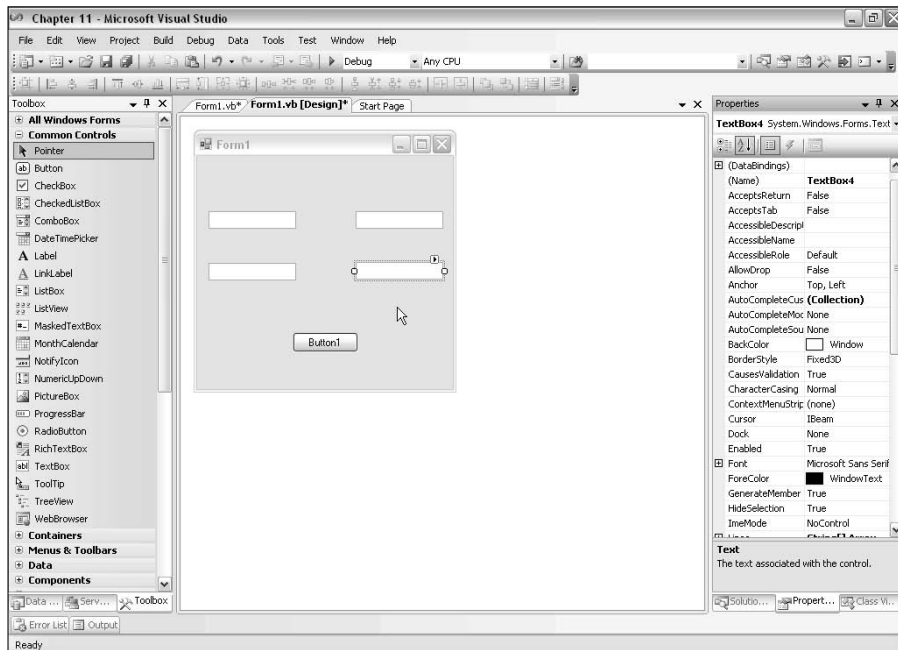 Chapter 11 - Microsoft Visual Studio
File Edit View Project Build Debug Data Tools Test Window Help
Debug Any CPU
Toolbox
All Windows Forms
Common Controls
Pointer
Button
CheckBox
CheckedListBox
ComboBox
DateTimePicker
A Label
A LinkLabel
ListBox
ListView
MaskedTextBox
MonthCalendar
NotifyIcon
NumericUpDown
PictureBox
ProgressBar
RadioButton
RichTextBox
TextBox
ToolTip
TreeView
WebBrowser
Containers
Menus & Toolbars
Data
Components
Data ... Serv... Toolbox
Form1.vb* Form1.vb [Design]* Start Page
Form1
Button1
Properties
TextBox4 System.Windows.Forms.Text
(DataBindings)
(Name) TextBox4
AcceptsReturn False
AcceptsTab False
AccessibleDescript
AccessibleName
AccessibleRole Default
AllowDrop False
Anchor Top, Left
AutoCompleteCus (Collection)
AutoCompleteMoc None
AutoCompleteSou None
BackColor Window
BorderStyle Fixed3D
CausesValidation True
CharacterCasing Normal
ContextMenuStrip (none)
Cursor IBeam
Dock None
Enabled True
Font Microsoft Sans Serif
ForeColor WindowText
GenerateMember True
HideSelection True
ImeMode NoControl
Text
The text associated with the control.
Solutio... Propert... Class Vi...
Error List Output
Ready